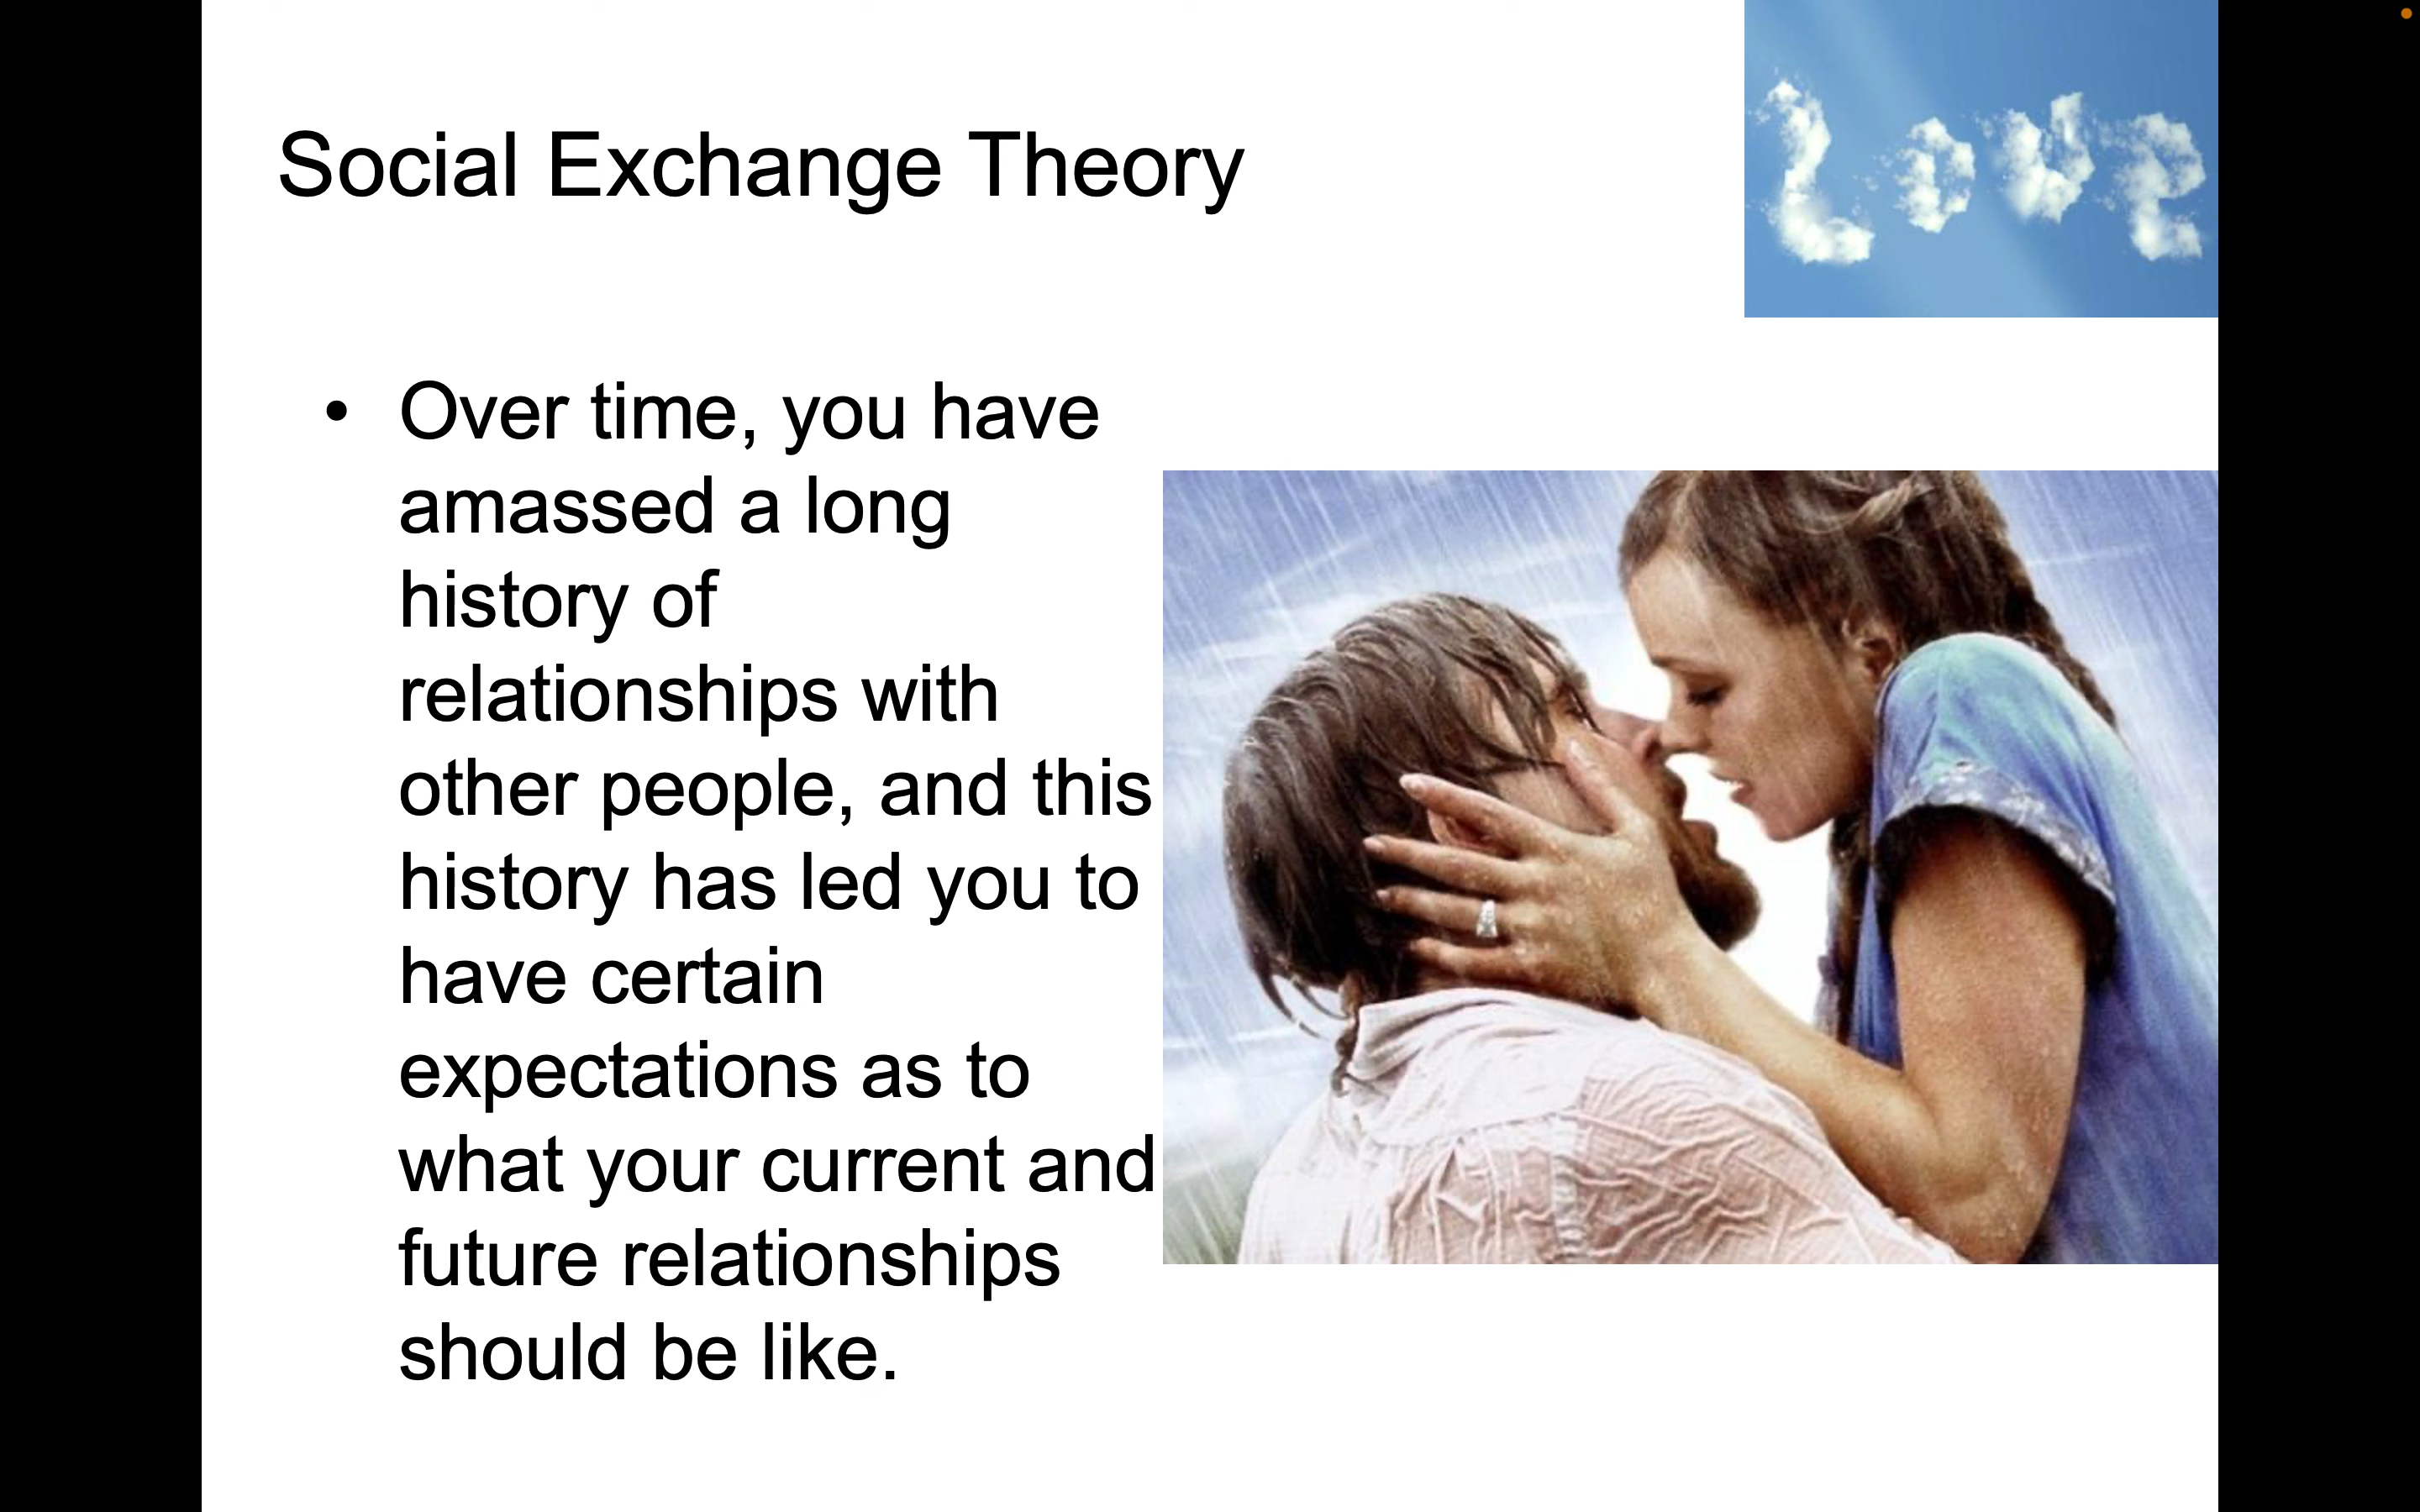 Social Exchange Theory
Love
• Over time, you have
amassed a long
history of
relationships with
other people, and this
history has led you to
have certain
expectations as to
what your current and
future relationships
should be like.